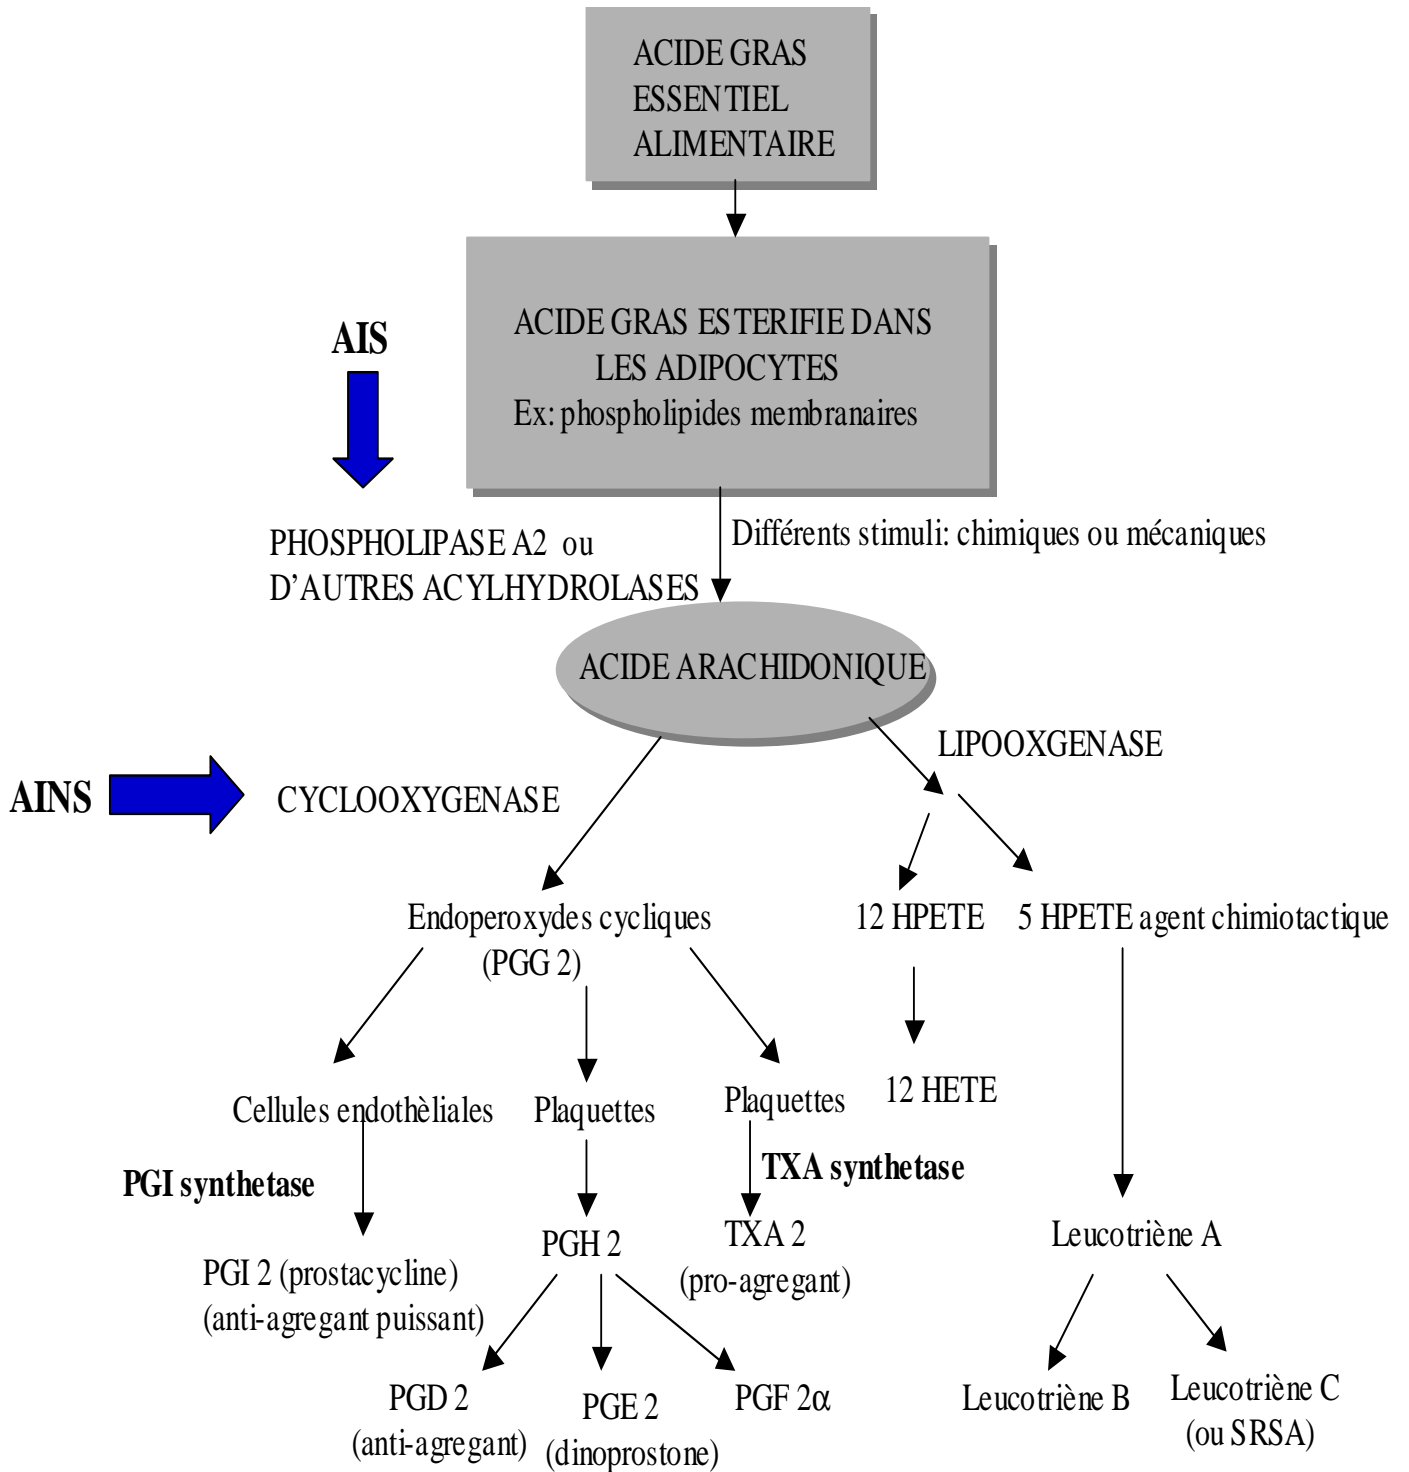 ACIDE GRAS
ESSENTIEL
ALIMENTAIRE
AIS
ACIDE GRAS ESTERIFIE DANS
LES ADIPOCYTES
Ex: phospholipides membranaires
PHOSPHOLIPASE A2 ou
D'AUTRES ACYLHYDROLASES
Différents stimuli: chimiques ou mécaniques
ACIDE ARACHIDONIQUE
LIPOOXGENASE
AINS
CYCLOOXYGENASE
Endoperoxydes cycliques
(PGG 2)
12 HPETE
5 HPETE agent chimiotactique
12 HETE
Cellules endothèliales
Plaquettes
Plaquettes
PGI synthetase
TXA synthetase
PGI 2 (prostacycline)
(anti-agregant puissant)
PGH 2
TXA 2
(pro-agregant)
Leucotriène A
PGD 2
(anti-agregant)
PGE 2
(dinoprostone)
PGF 2α
Leucotriène B
Leucotriène C
(ou SRSA)